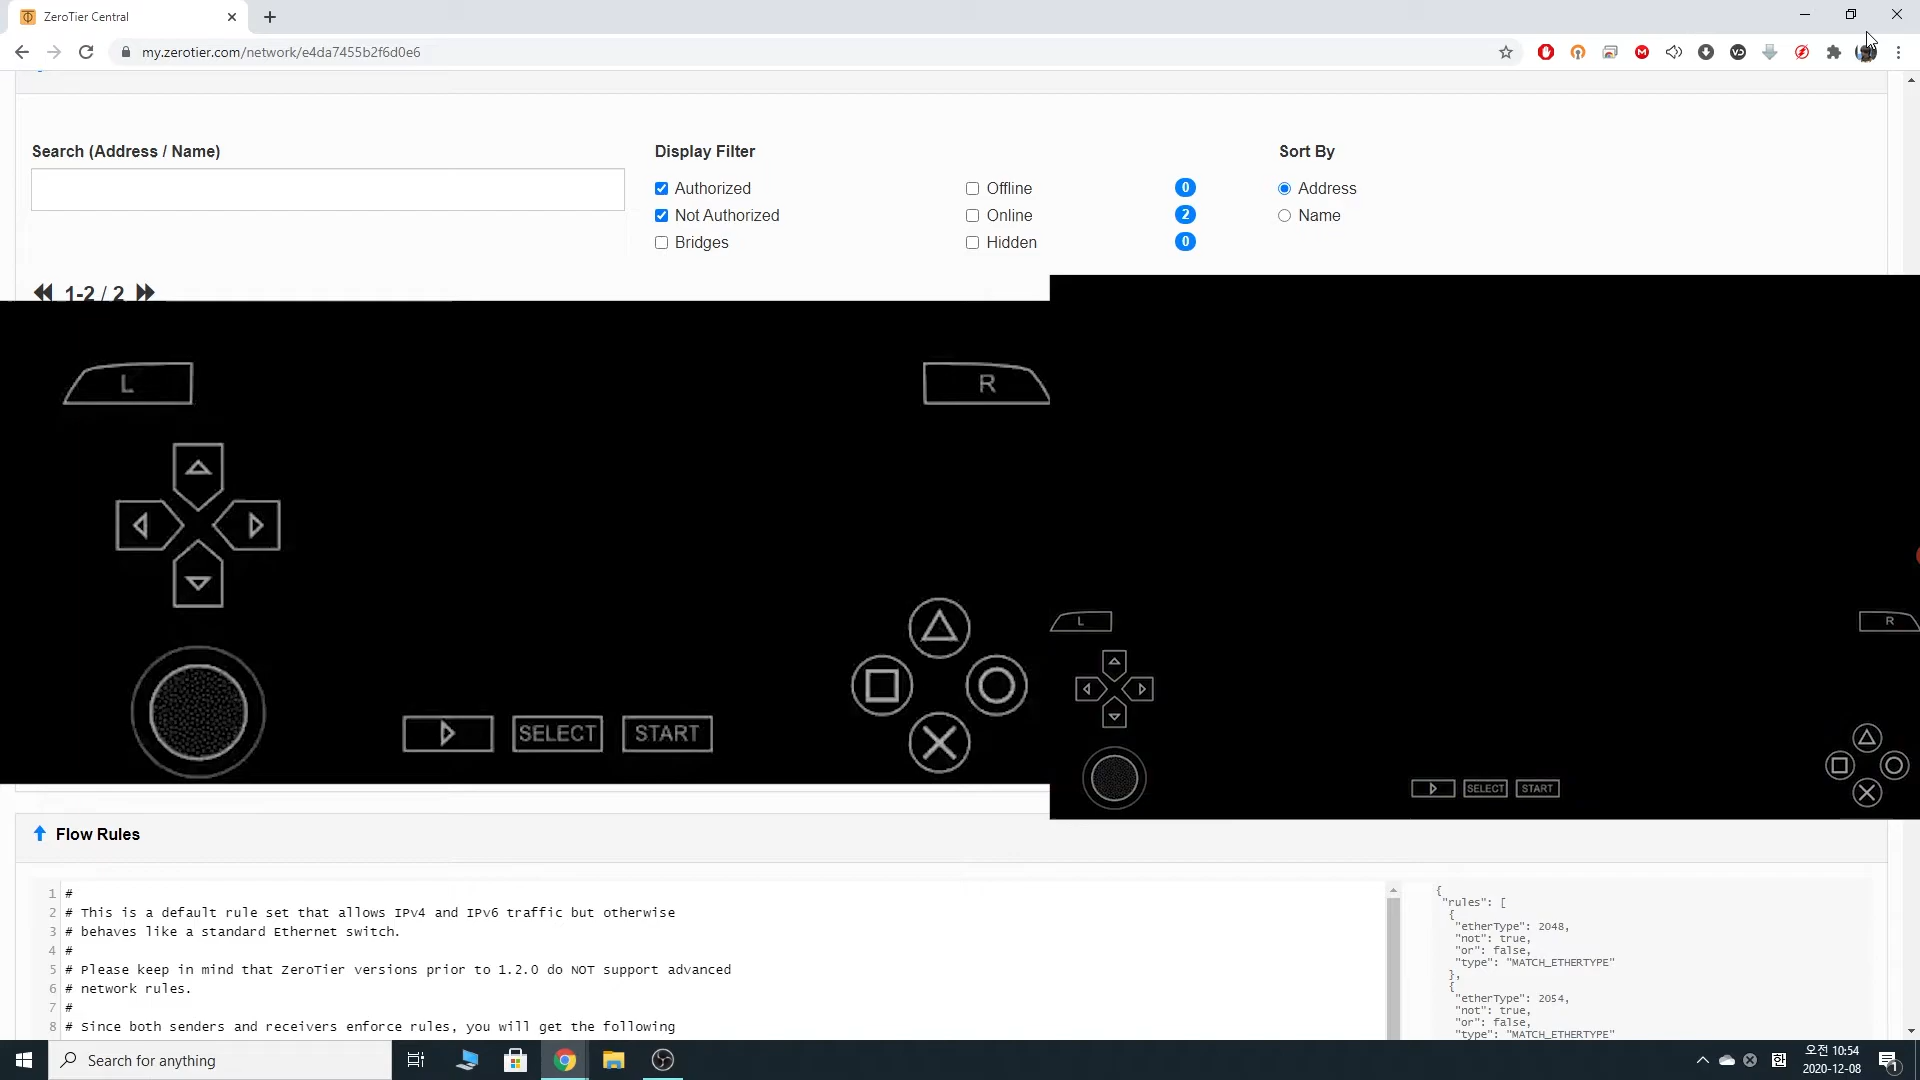 ZeroTier Central
my.zerotier.com/network/e4da7455b2f6d0e6
Search (Address / Name)
Display Filter
Sort By
Authorized
Offline
0
Address
Not Authorized
Online
2
Name
Bridges
Hidden
0
1-2 / 2
L
R
SELECT
START
L
R
SELECT
START
Flow Rules
1 #
2 # This is a default rule set that allows IPv4 and IPv6 traffic but otherwise
3 # behaves like a standard Ethernet switch.
4 #
5 # Please keep in mind that ZeroTier versions prior to 1.2.0 do NOT support advanced
6 # network rules.
7 #
8 # Since both senders and receivers enforce rules, you will get the following
{
"rules": [
{
"etherType": 2048,
"not": true,
"or": false,
"type": "MATCH_ETHERTYPE"
},
{
"etherType": 2054,
"not": true,
"or": false,
"type": "MATCH_ETHERTYPE"
Search for anything
한
오전 10:54
2020-12-08
1